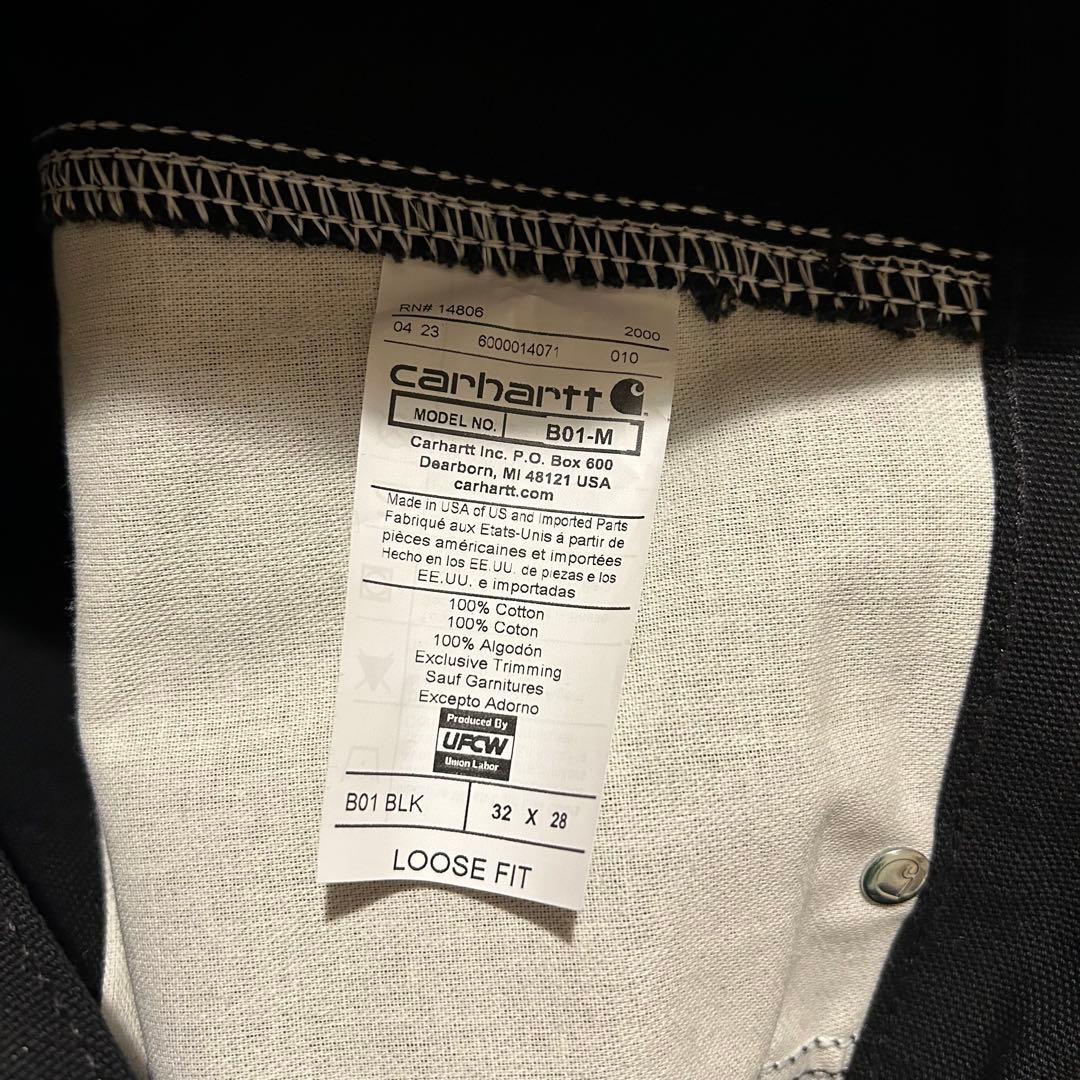 RN# 14806
2000
04 23 6000014071 010
carhartt
MODEL NO. B01-M
Carhartt Inc. P.O. Box 600
Dearborn, MI 48121 USA
carhartt.com
Made in USA of US and Imported Parts
Fabriqué aux Etats-Unis á partir de
pièces américaines et importées
Hecho en los EE.UU. de piezas e los
EE.UU. e importadas
100% Cotton
100% Coton
100% Algodón
Exclusive Trimming
Sauf Garnitures
Excepto Adorno
Produced By
UFCW
Union Labor
B01 BLK 32 X 28
LOOSE FIT